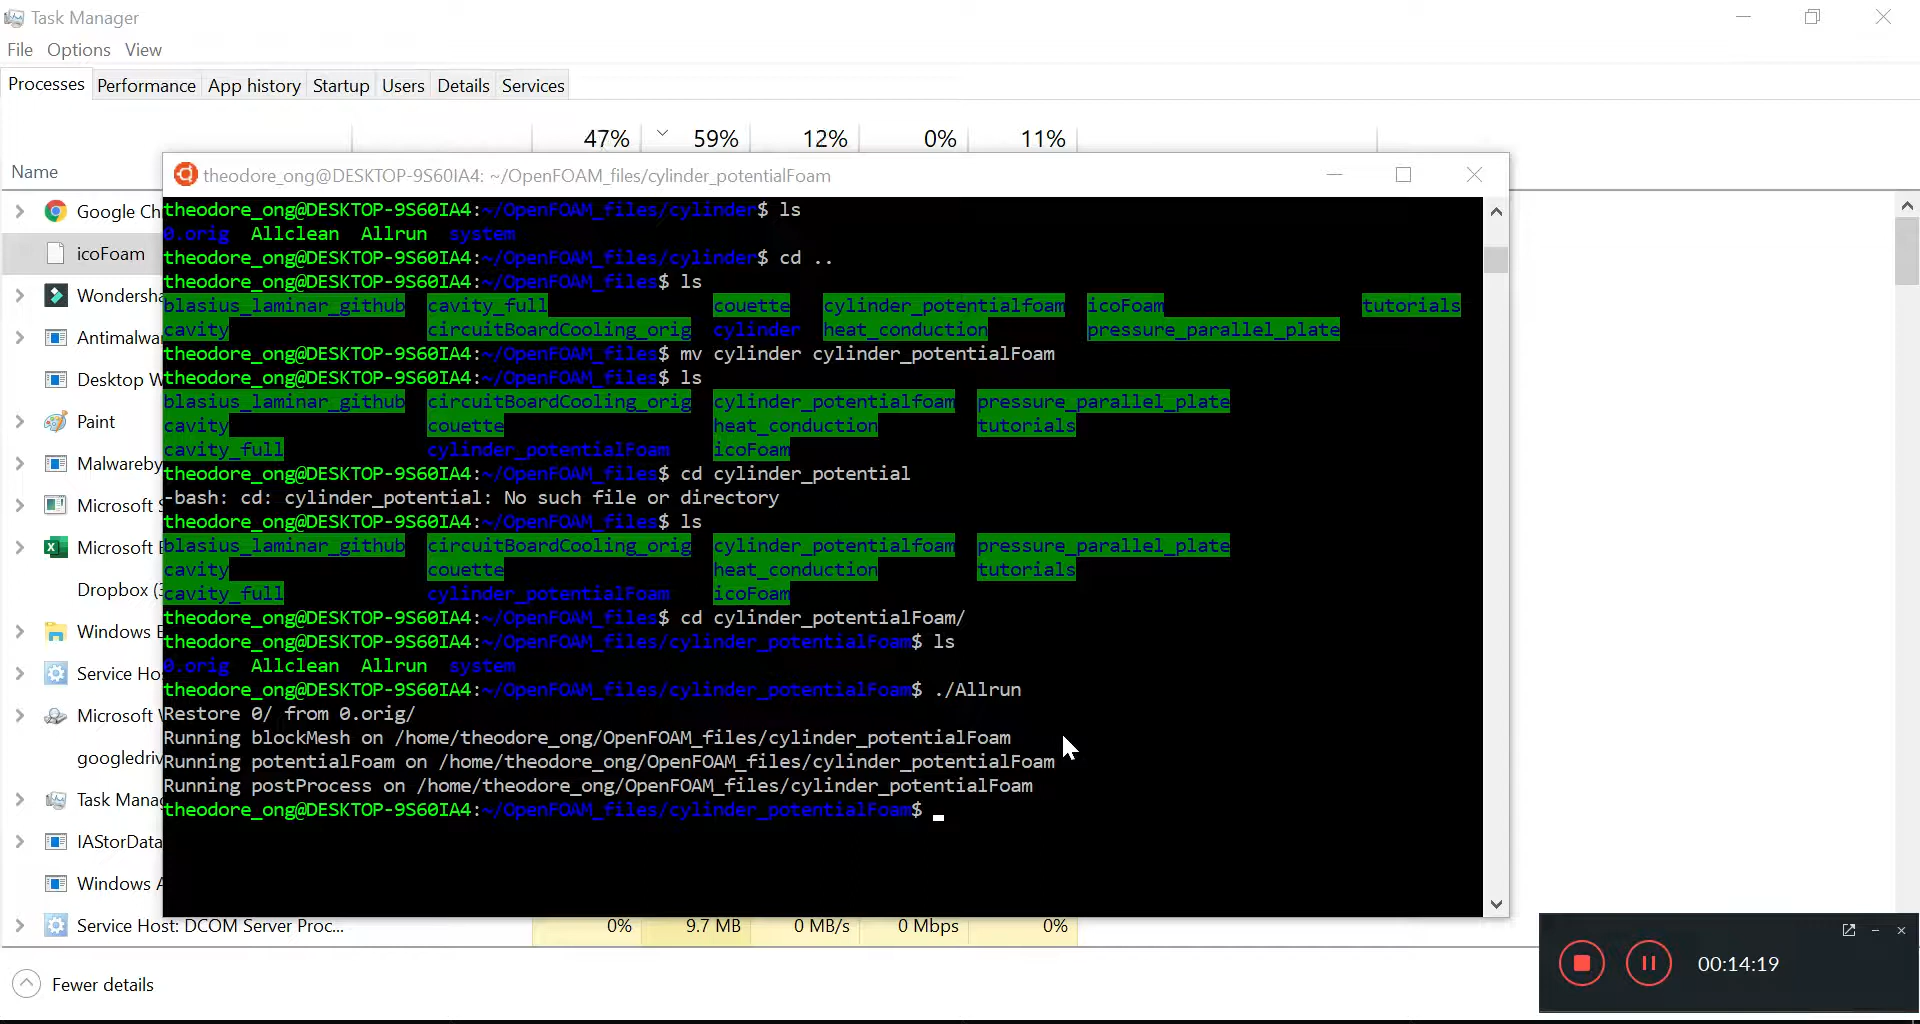 Task Manager
File Options View
Processes Performance App history Startup Users Details Services
47% 59% 12% 0% 11%
Name
theodore_ong@DESKTOP-9S60IA4: ~/OpenFOAM_files/cylinder_potentialFoam
Google Ch
icoFoam
Wondersha
Antimalwa
Desktop W
Paint
Malwareby
Microsoft S
Microsoft E
Dropbox (3
Windows E
Service Ho
Microsoft W
googledriv
Task Manag
IAStorData
Windows A
theodore_ong@DESKTOP-9S60IA4:~/OpenFOAM_files/cylinder$ ls
0.orig Allclean Allrun system
theodore_ong@DESKTOP-9S60IA4:~/OpenFOAM_files/cylinder$ cd ..
theodore_ong@DESKTOP-9S60IA4:~/OpenFOAM_files$ ls
blasius_laminar_github cavity_full couette cylinder_potentialfoam icoFoam tutorials
cavity circuitBoardCooling_orig cylinder heat_conduction pressure_parallel_plate
theodore_ong@DESKTOP-9S60IA4:~/OpenFOAM_files$ mv cylinder cylinder_potentialFoam
theodore_ong@DESKTOP-9S60IA4:~/OpenFOAM_files$ ls
blasius_laminar_github circuitBoardCooling_orig cylinder_potentialfoam pressure_parallel_plate
cavity couette heat_conduction tutorials
cavity_full cylinder_potentialFoam icoFoam
theodore_ong@DESKTOP-9S60IA4:~/OpenFOAM_files$ cd cylinder_potential
-bash: cd: cylinder_potential: No such file or directory
theodore_ong@DESKTOP-9S60IA4:~/OpenFOAM_files$ ls
blasius_laminar_github circuitBoardCooling_orig cylinder_potentialfoam pressure_parallel_plate
cavity couette heat_conduction tutorials
cavity_full cylinder_potentialFoam icoFoam
theodore_ong@DESKTOP-9S60IA4:~/OpenFOAM_files$ cd cylinder_potentialFoam/
theodore_ong@DESKTOP-9S60IA4:~/OpenFOAM_files/cylinder_potentialFoam$ ls
0.orig Allclean Allrun system
theodore_ong@DESKTOP-9S60IA4:~/OpenFOAM_files/cylinder_potentialFoam$ ./Allrun
Restore 0/ from 0.orig/
Running blockMesh on /home/theodore_ong/OpenFOAM_files/cylinder_potentialFoam
Running potentialFoam on /home/theodore_ong/OpenFOAM_files/cylinder_potentialFoam
Running postProcess on /home/theodore_ong/OpenFOAM_files/cylinder_potentialFoam
theodore_ong@DESKTOP-9S60IA4:~/OpenFOAM_files/cylinder_potentialFoam$
Service Host: DCOM Server Proc... 0% 9.7 MB 0 MB/s 0 Mbps 0%
Fewer details
00:14:19